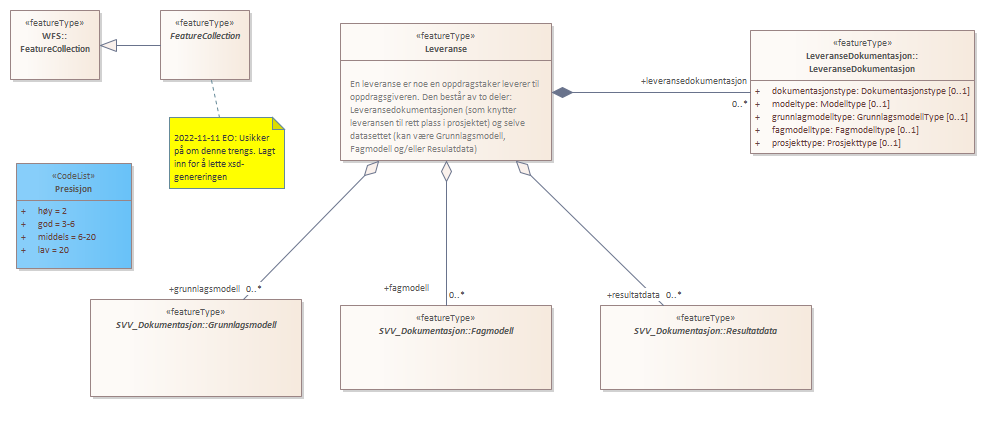 «featureType»
WFS::
FeatureCollection
«featureType»
FeatureCollection
2022-11-11 EO: Usikker
på om denne trengs. Lagt
inn for å lette xsd-
genereringen
«CodeList»
Presisjon
+ høy = 2
+ god = 3-6
+ middels = 6-20
+ lav = 20
«featureType»
Leveranse
En leveranse er noe en oppdragstaker leverer til
oppdragsgiveren. Den består av to deler:
Leveransedokumentasjonen (som knytter
leveransen til rett plass i prosjektet) og selve
datasettet (kan være Grunnlagsmodell,
Fagmodell og/eller Resulatdata)
+leveransedokumentasjon
0..*
«featureType»
LeveranseDokumentasjon::
LeveranseDokumentasjon
+ dokumentasjonstype: Dokumentasjonstype [0..1]
+ modeltype: Modelltype [0..1]
+ grunnlagmodelltype: GrunnlagsmodellType [0..1]
+ fagmodelltype: Fagmodelltype [0..1]
+ prosjekttype: Prosjekttype [0..1]
+grunnlagsmodell 0..*
«featureType»
SVV_Dokumentasjon::Grunnlagsmodell
+fagmodell
0..*
«featureType»
SVV_Dokumentasjon::Fagmodell
+resultatdata 0..*
«featureType»
SVV_Dokumentasjon::Resultatdata